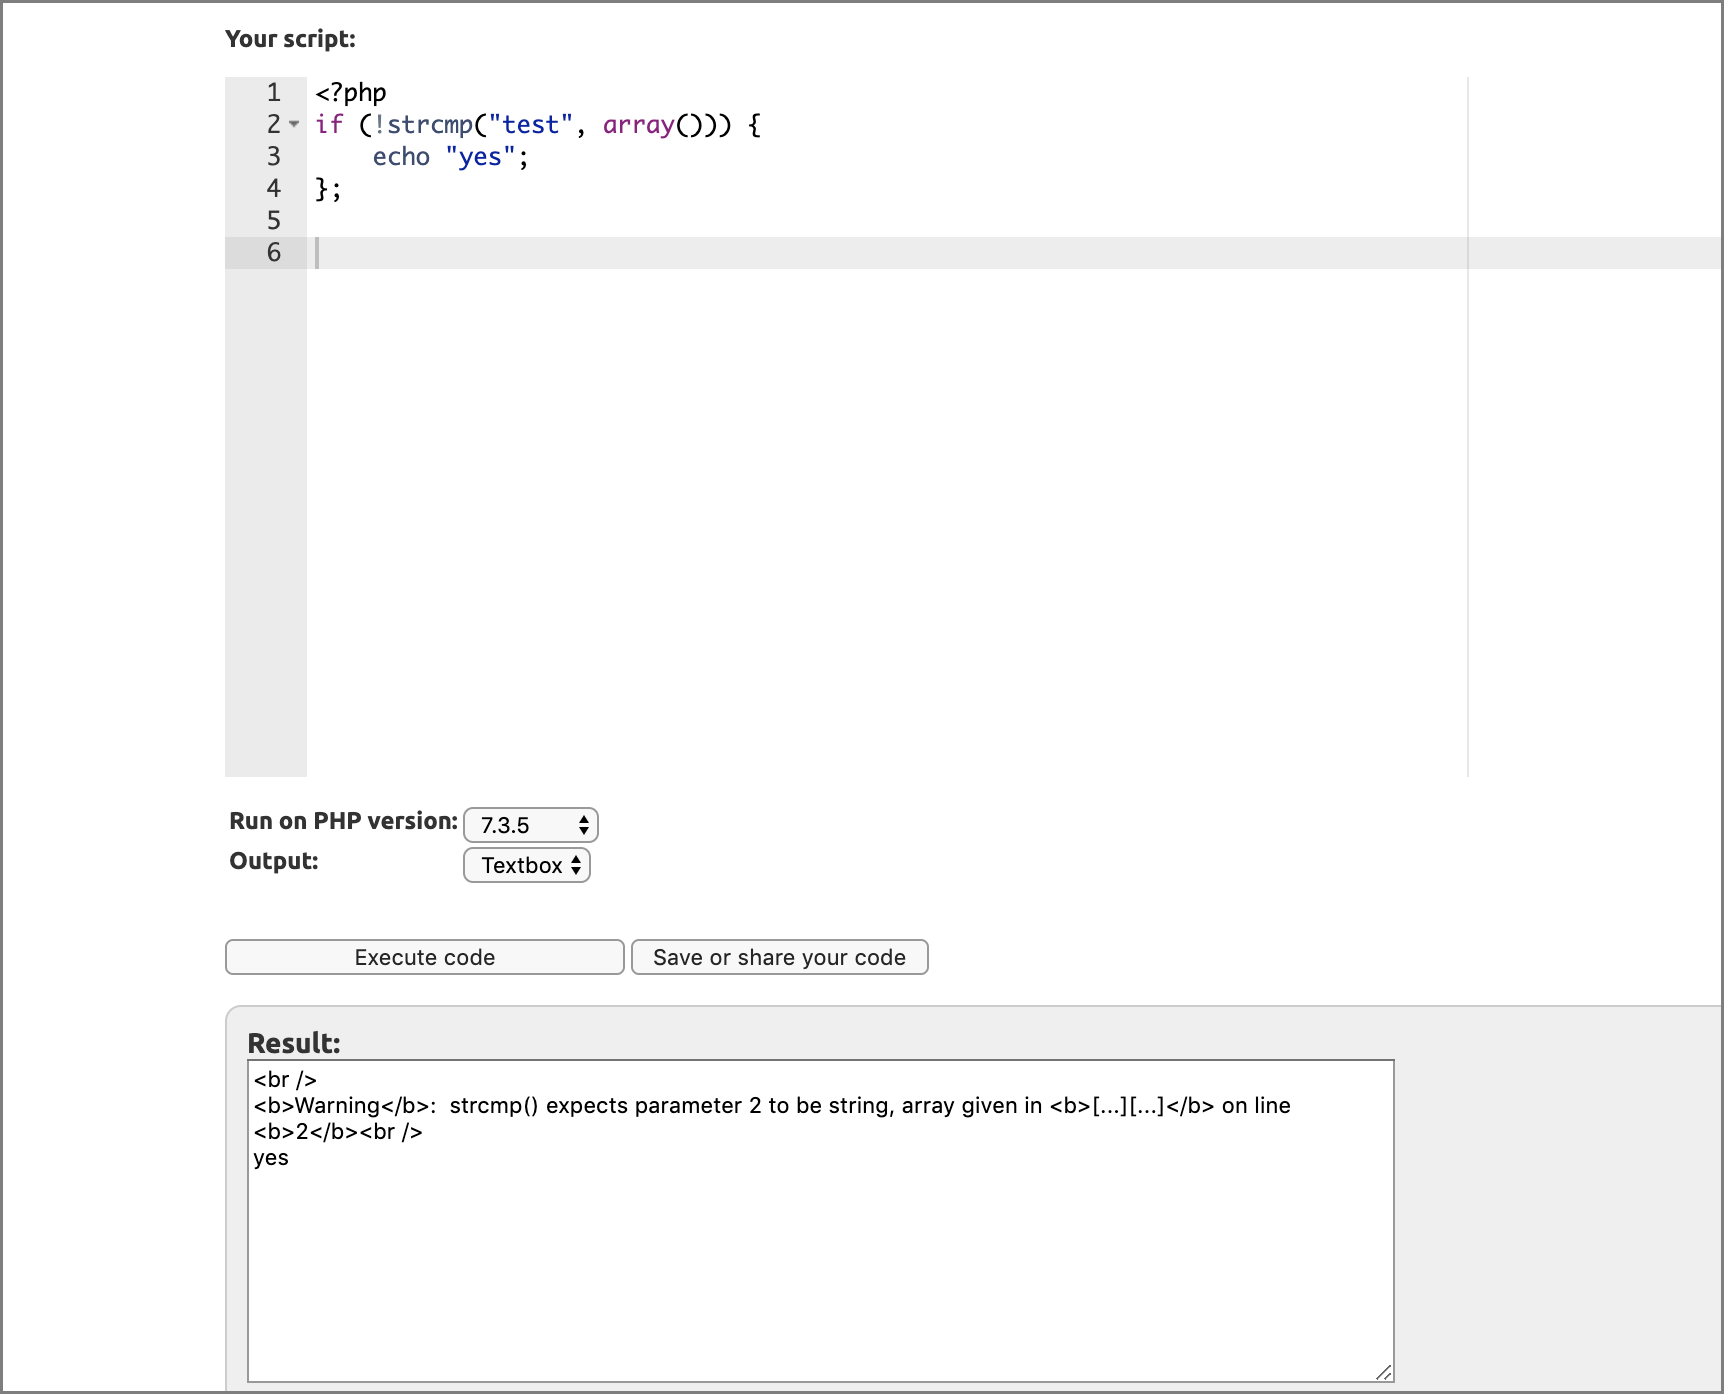 Your script:
1 <?php
2 if (!strcmp("test", array())) {
3     echo "yes";
4 };
5
6
Run on PHP version: 7.3.5
Output: Textbox
Execute code Save or share your code
Result:
<br />
<b>Warning</b>:  strcmp() expects parameter 2 to be string, array given in <b>[...][...]</b> on line
<b>2</b><br />
yes